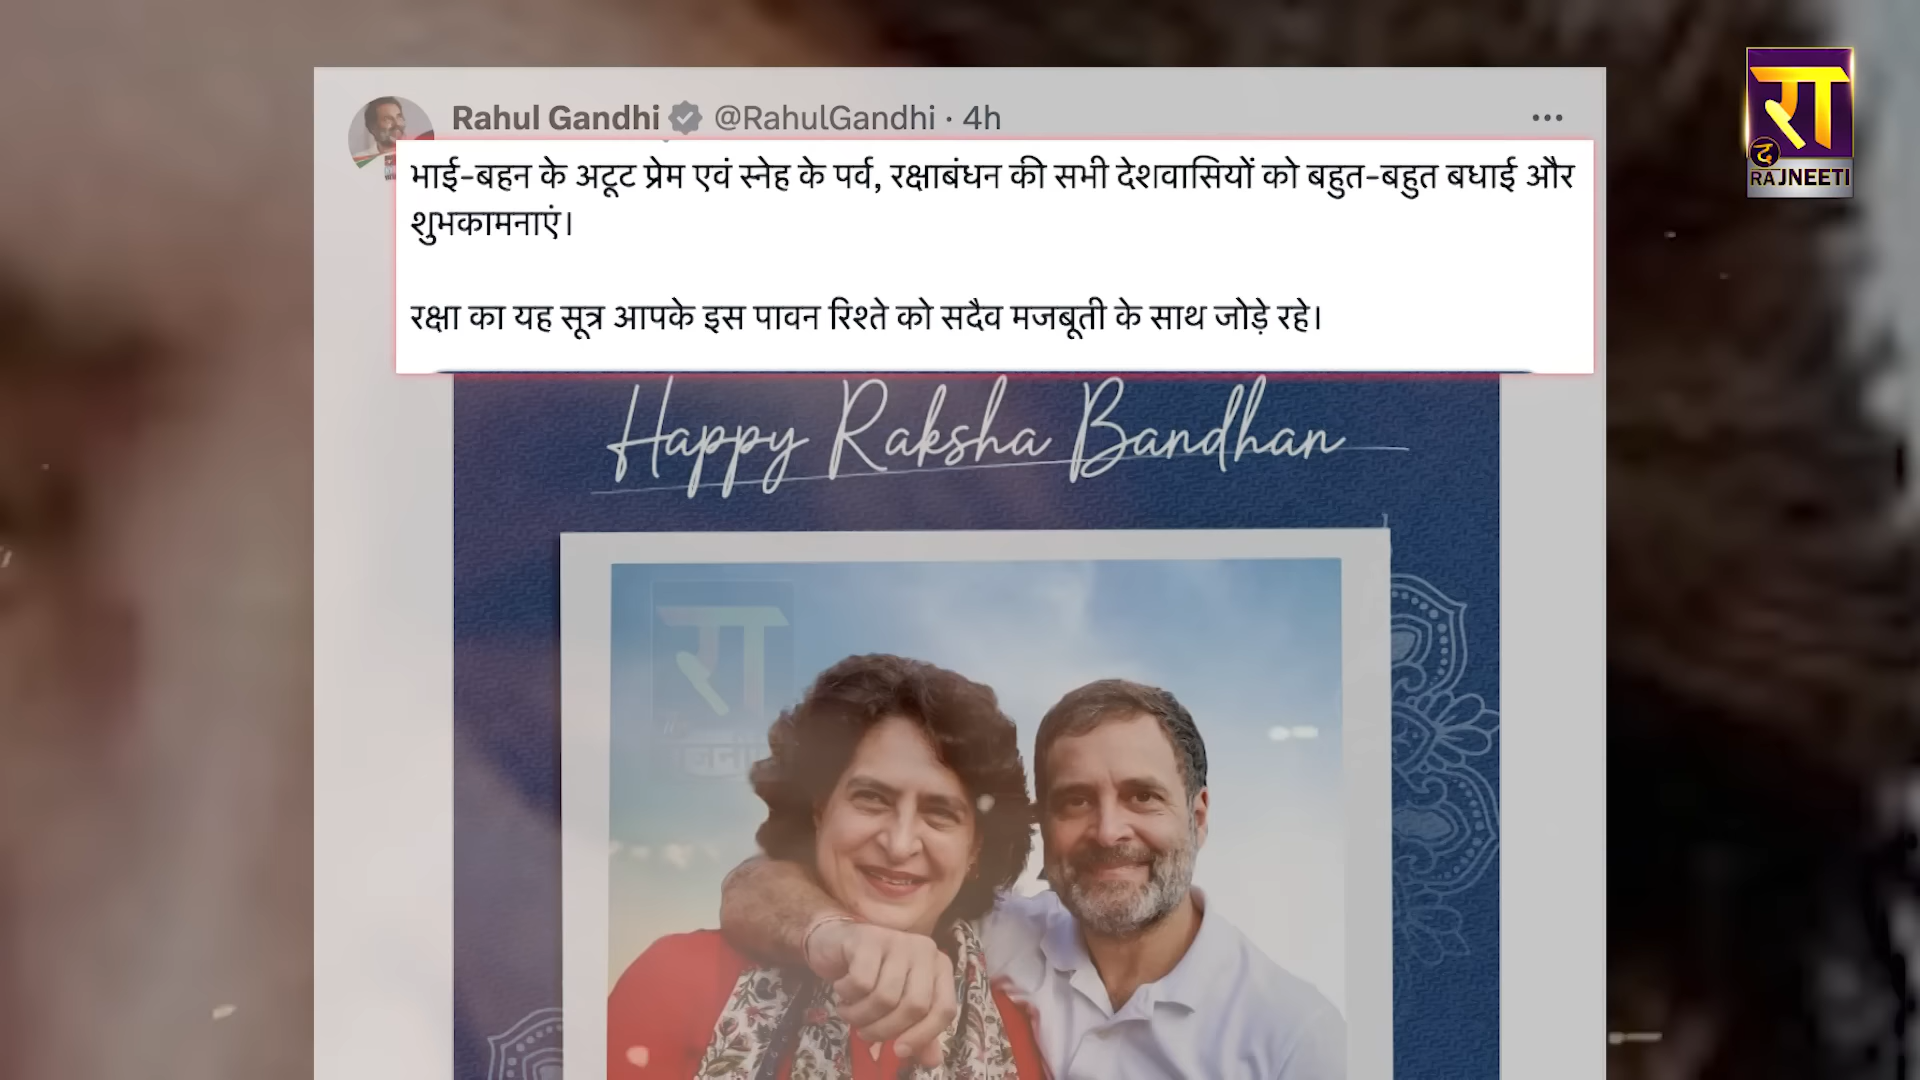 Rahul Gandhi @RahulGandhi · 4h
भाई-बहन के अटूट प्रेम एवं स्नेह के पर्व, रक्षाबंधन की सभी देशवासियों को बहुत-बहुत बधाई और
शुभकामनाएं।
रक्षा का यह सूत्र आपके इस पावन रिश्ते को सदैव मजबूती के साथ जोड़े रहे।
Happy Raksha Bandhan
रा
द
RAJNEETI